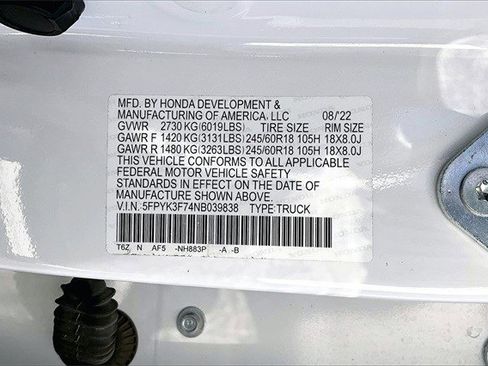 MFD. BY HONDA DEVELOPMENT &
MANUFACTURING OF AMERICA, LLC 08/'22
GVWR 2730 KG(6019LBS) TIRE SIZE RIM SIZE
GAWR F 1420 KG(3131LBS) 245/60R18 105H 18X8.0J
GAWR R 1480 KG(3263LBS) 245/60R18 105H 18X8.0J
THIS VEHICLE CONFORMS TO ALL APPLICABLE
FEDERAL MOTOR VEHICLE SAFETY
STANDARDS IN EFFECT ON THE DATE OF
MANUFACTURE SHOWN ABOVE.
V.I.N.:5FPYK3F74NB039838 TYPE:TRUCK
T6Z N AF5 -NH883P -A -B